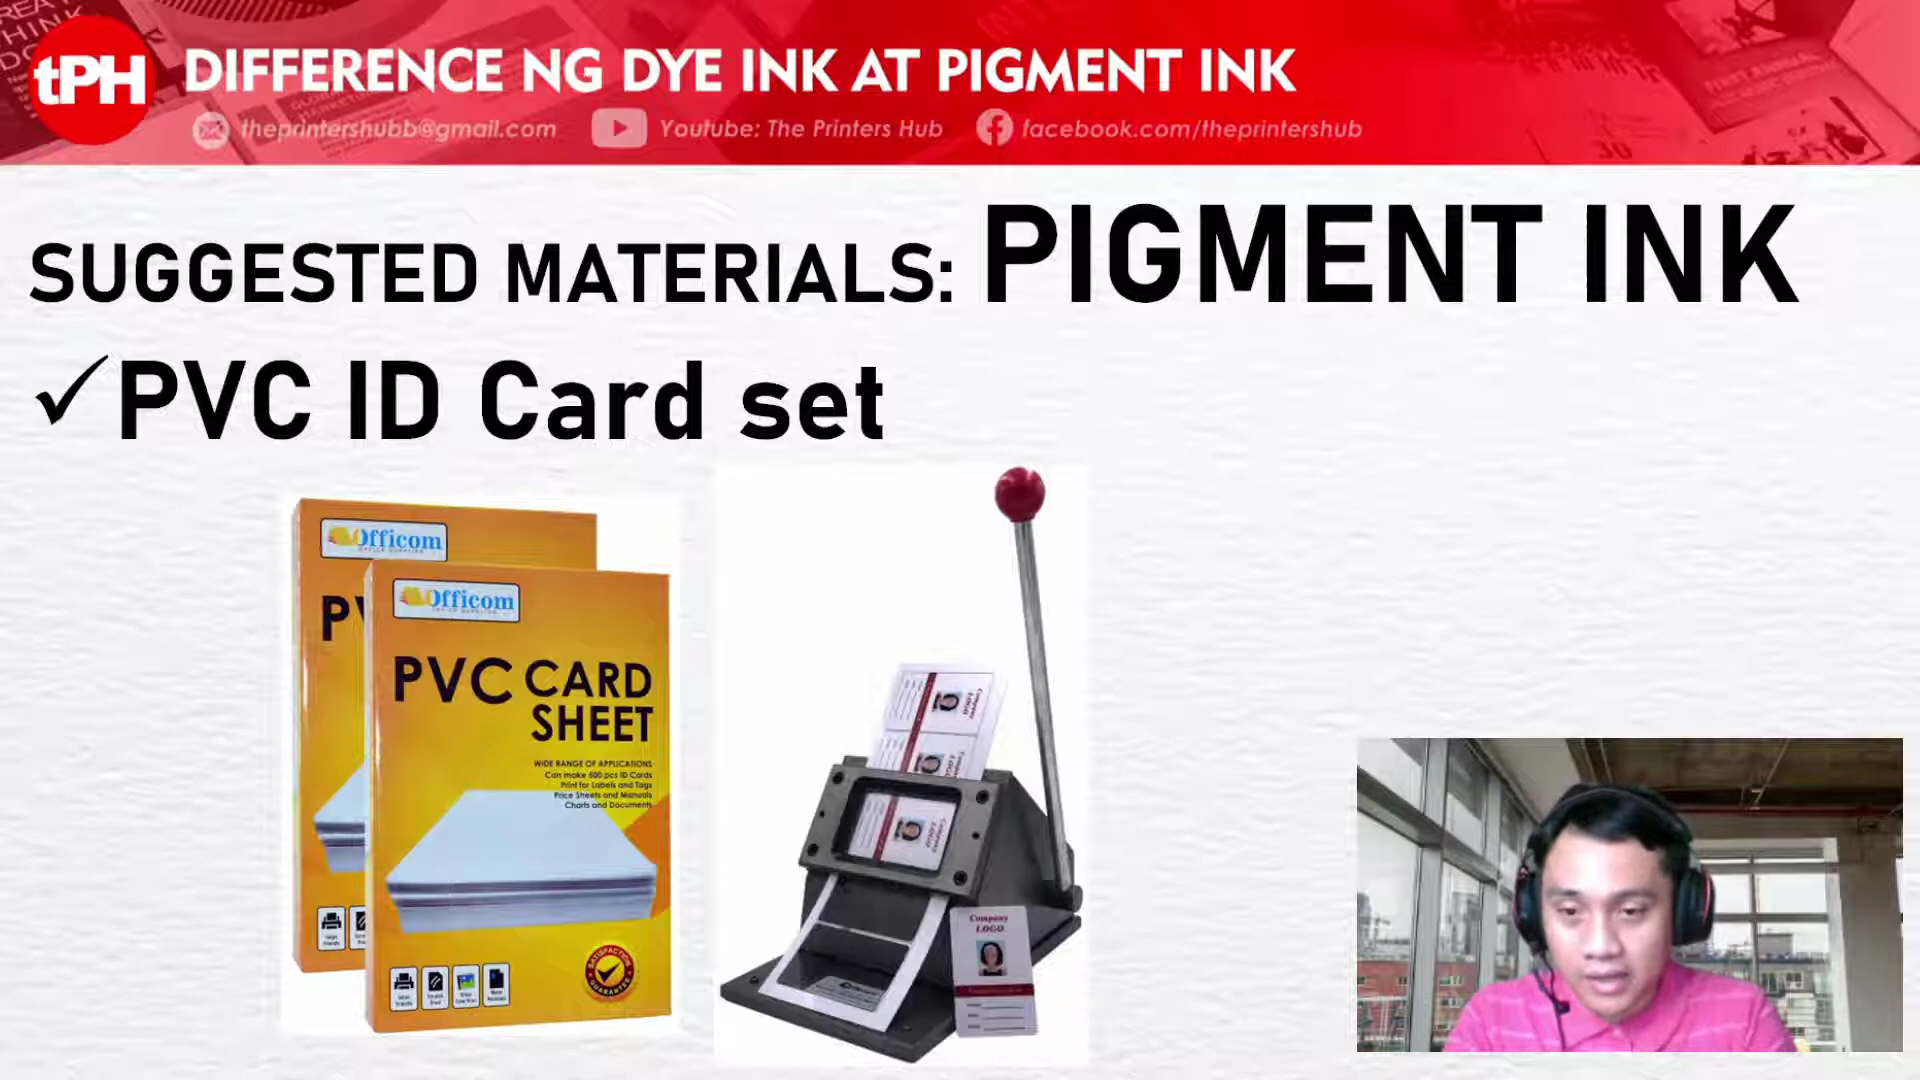 tPH
DIFFERENCE NG DYE INK AT PIGMENT INK
theprintershubb@gmail.com
Youtube: The Printers Hub
facebook.com/theprintershub
SUGGESTED MATERIALS: PIGMENT INK
✓PVC ID Card set
Officom
Officom
PVC CARD
SHEET
WIDE RANGE OF APPLICATIONS
Can make 500 pcs ID Cards
Print for Labels and Tags
Price Sheets and Manuals
Charts and Documents
SATISFACTION
GUARANTEE
Company
LOGO